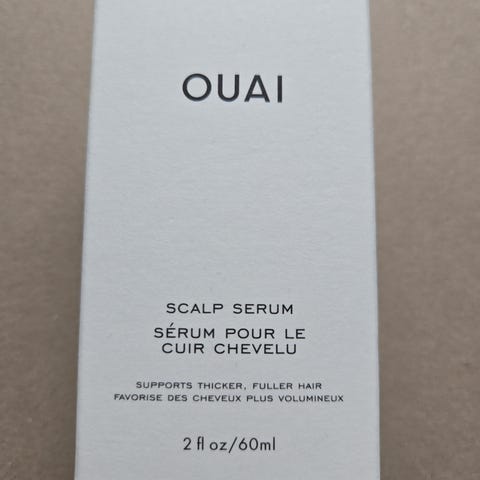 OUAI
SCALP SERUM
SÉRUM POUR LE
CUIR CHEVELU
SUPPORTS THICKER, FULLER HAIR
FAVORISE DES CHEVEUX PLUS VOLUMINEUX
2 fl oz/60ml